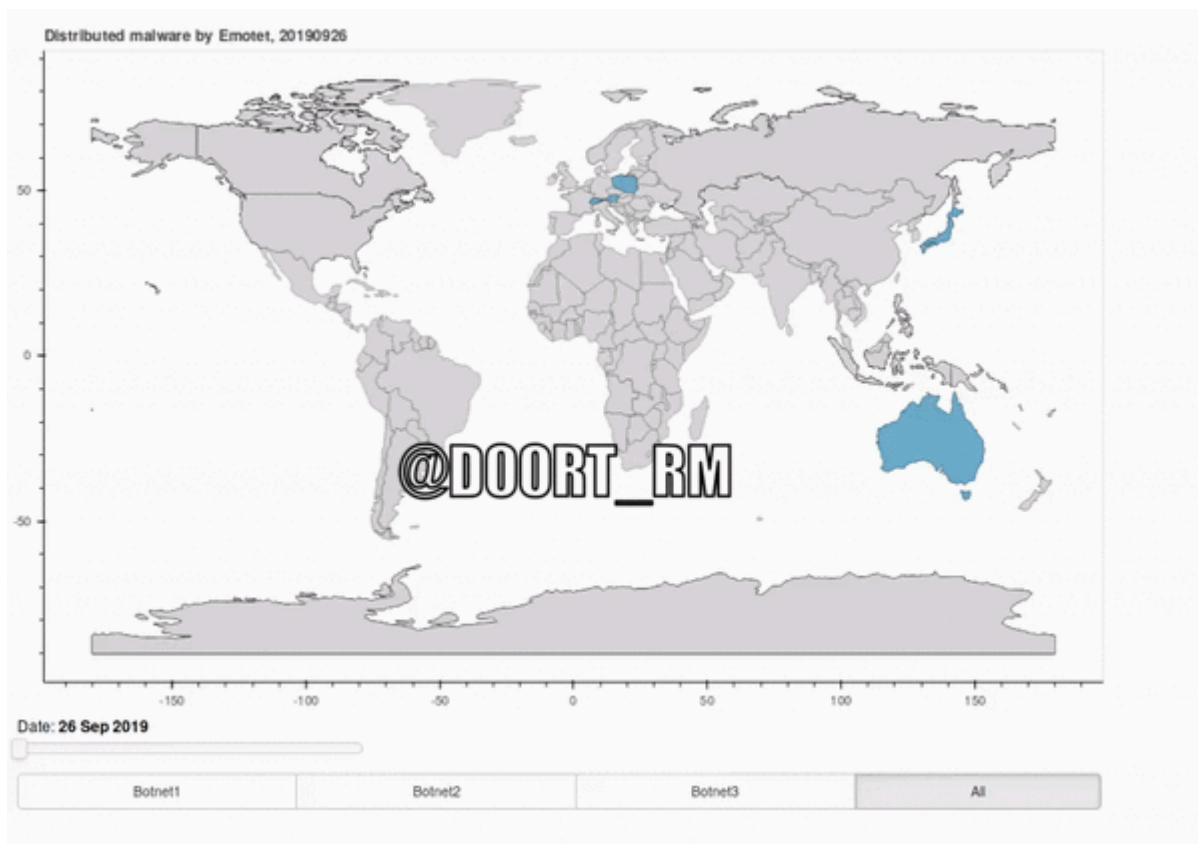 Distributed malware by Emotet, 20190926
50
0
-50
@DOORT_RM
-150 -100 -50 0 50 100 150
Date: 26 Sep 2019
Botnet1 Botnet2 Botnet3 All